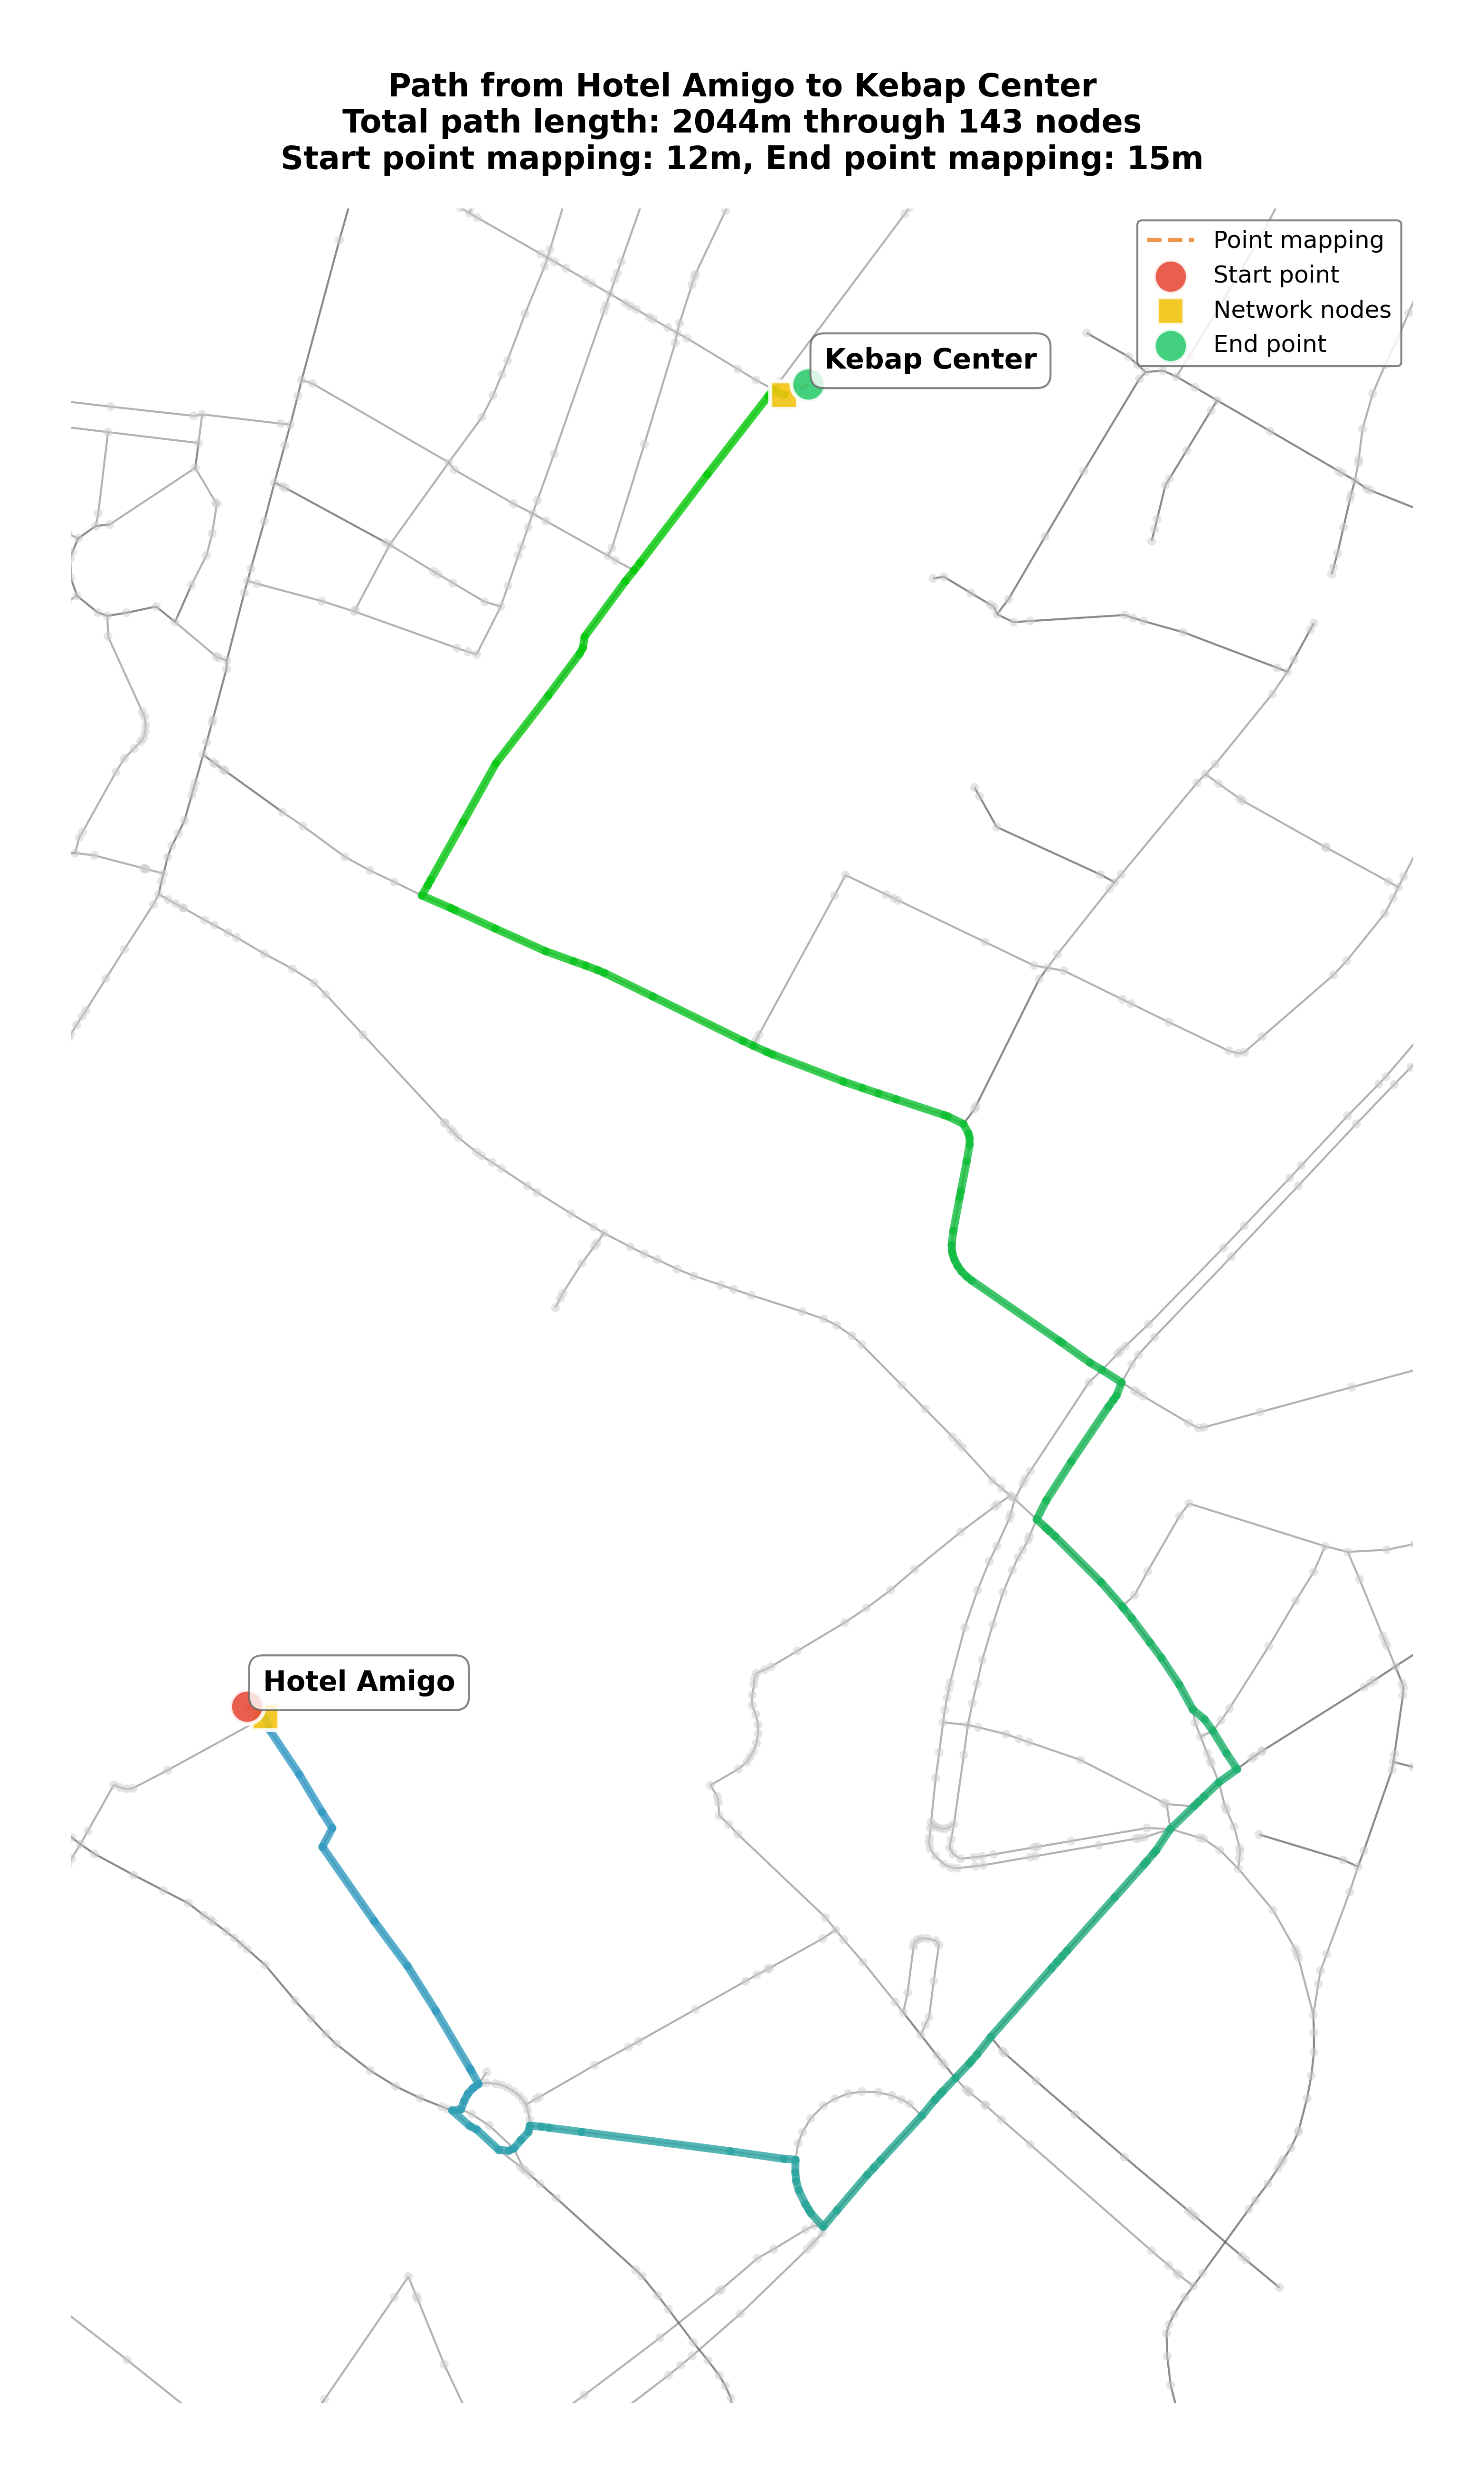 Path from Hotel Amigo to Kebap Center
Total path length: 2044m through 143 nodes
Start point mapping: 12m, End point mapping: 15m
Point mapping
Start point
Network nodes
End point
Kebap Center
Hotel Amigo